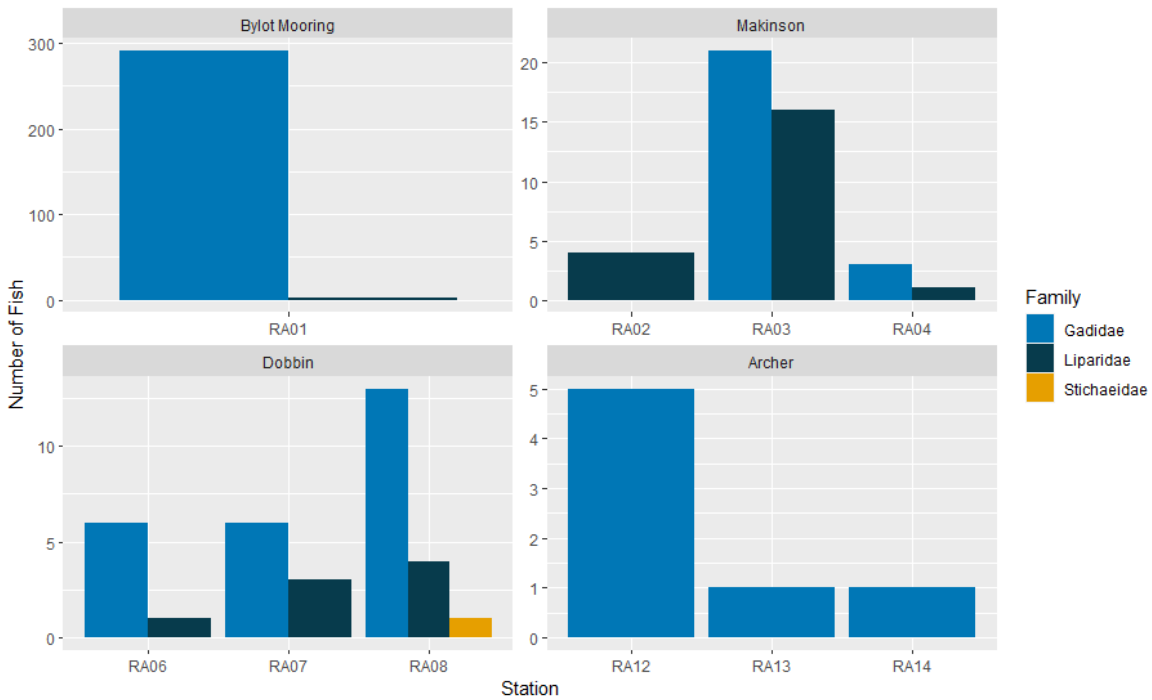 Bylot Mooring
Makinson
300
200
100
0
20
15
10
5
0
RA01
RA02 RA03 RA04
Number of Fish
Dobbin
Archer
10
5
0
5
4
3
2
1
0
RA06 RA07 RA08
RA12 RA13 RA14
Station
Family
Gadidae
Liparidae
Stichaeidae